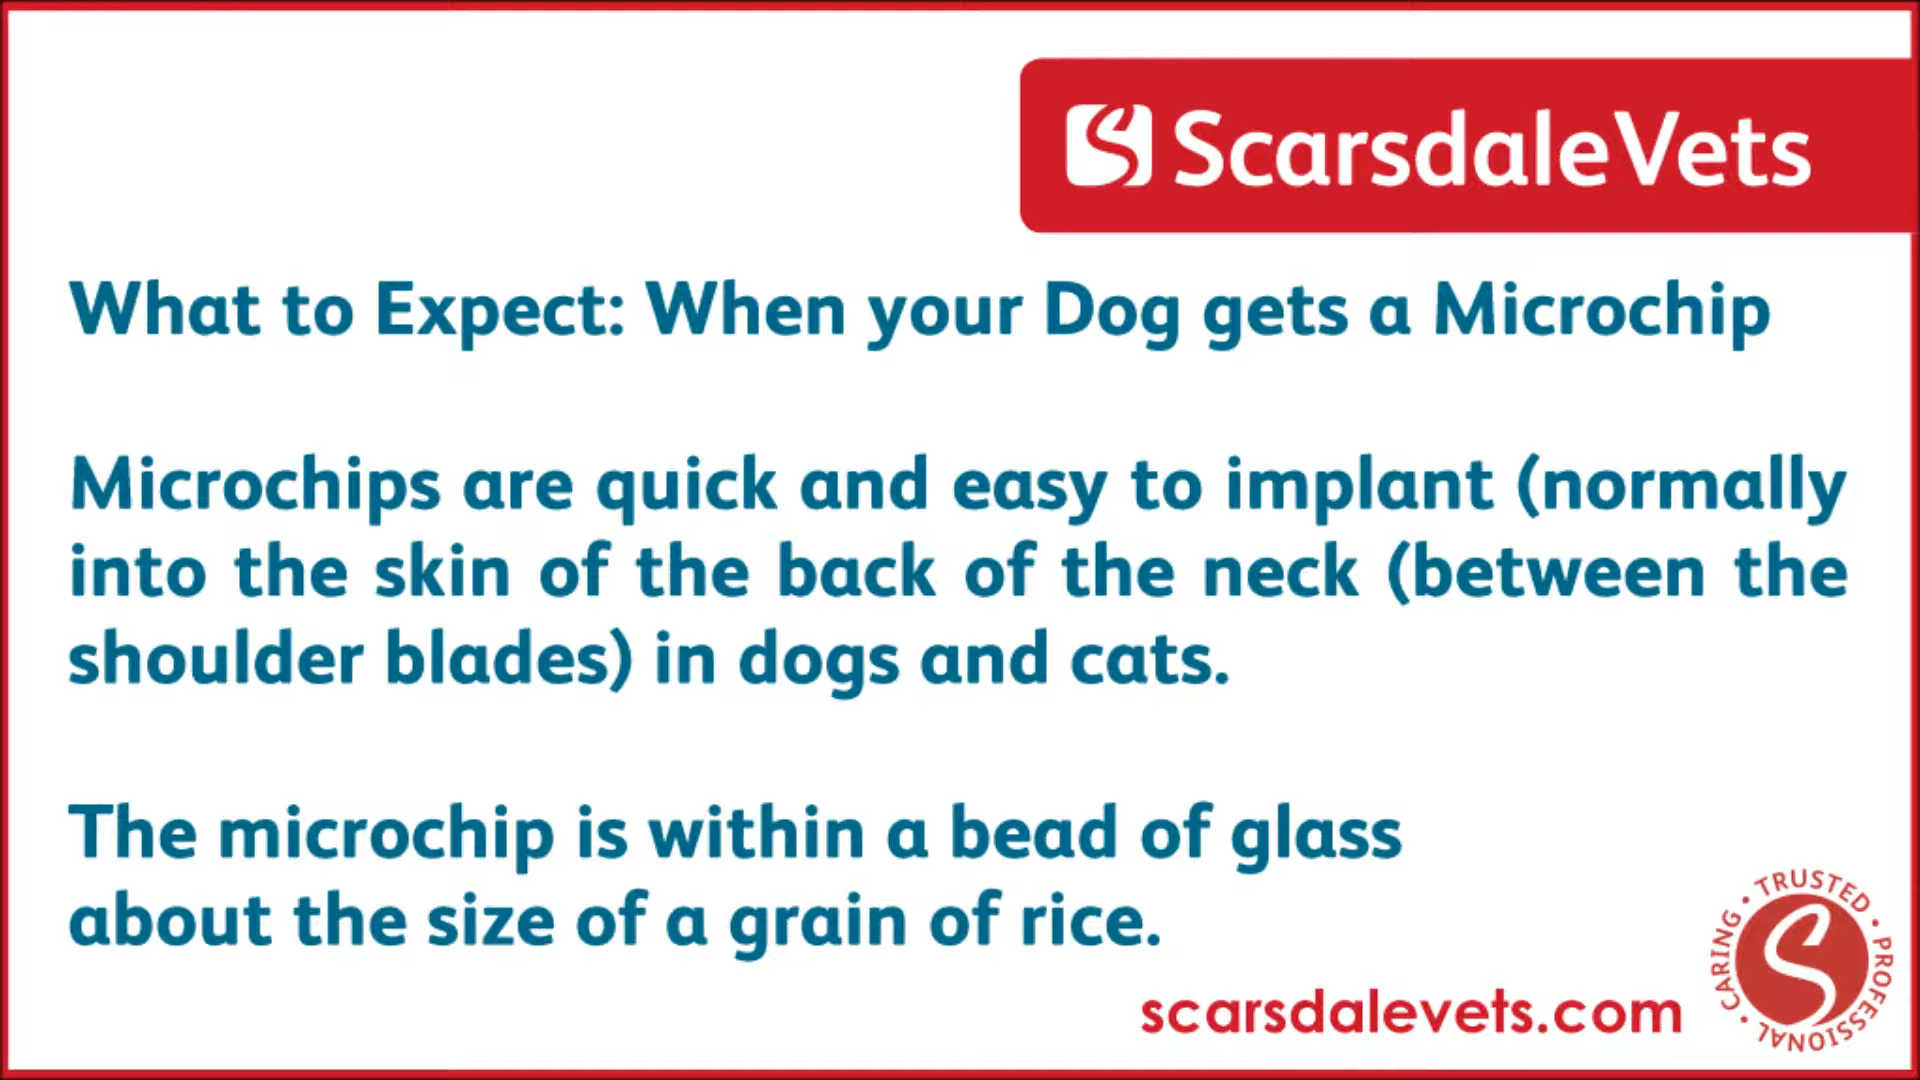 ScarsdaleVets
What to Expect: When your Dog gets a Microchip
Microchips are quick and easy to implant (normally
into the skin of the back of the neck (between the
shoulder blades) in dogs and cats.
The microchip is within a bead of glass
about the size of a grain of rice.
scarsdalevets.com
CARING • TRUSTED • PROFESSIONAL •